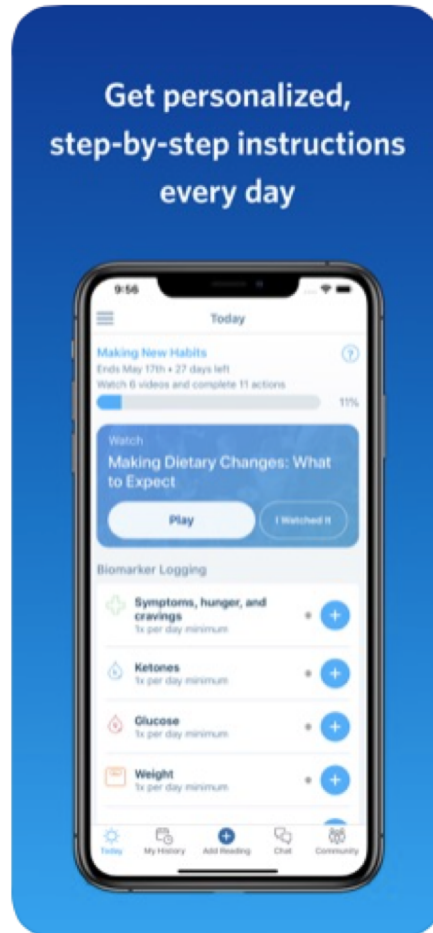 Get personalized,
step-by-step instructions
every day
9:56
Today
Making New Habits
?
Ends May 17th • 27 days left
Watch 6 videos and complete 11 actions
11%
Watch
Making Dietary Changes: What
to Expect
Play
I Watched It
Biomarker Logging
Symptoms, hunger, and
cravings
1x per day minimum
Ketones
1x per day minimum
Glucose
1x per day minimum
Weight
1x per day minimum
Today
My History
Add Reading
Chat
Community